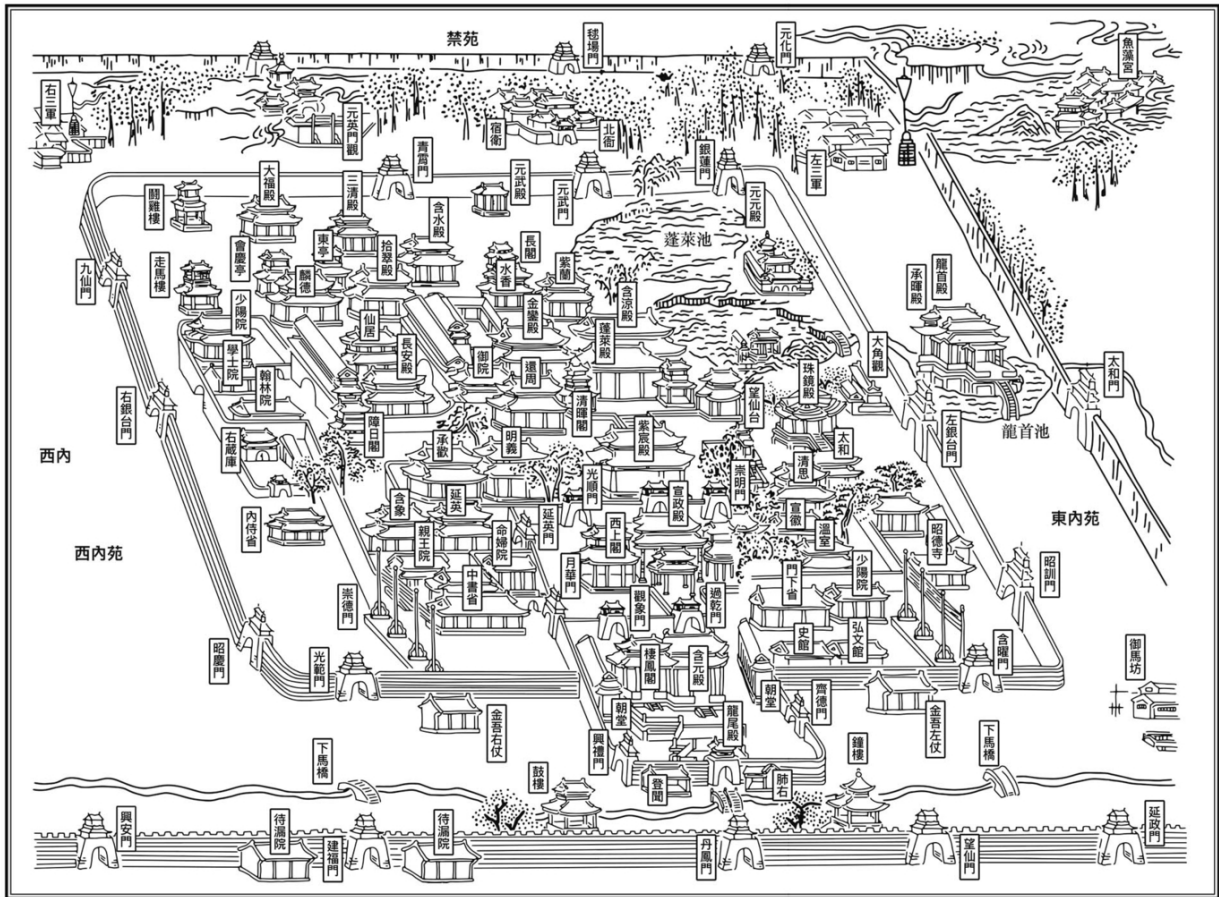 禁苑
毬場門
元化門
魚藻宮
右三軍
元英門觀
宿衛
北衙
左三軍
青霄門
元武殿
元武門
銀蓮門
元元殿
大福殿
三清殿
含水殿
鬪雞樓
蓬萊池
九仙門
走馬樓
會慶亭
東亭
麟德
拾翠殿
長閣
水香
紫蘭
金鑾殿
含涼殿
龍首殿
承暉殿
少陽院
學士院
翰林院
仙居
長安殿
御院
還周
蓬萊殿
清暉閣
大角觀
太和門
珠鏡殿
望仙台
右銀台門
障日閣
左銀台門
龍首池
右蔵庫
承歡
明義
紫宸殿
太和
西內
光順門
崇明門
清思
含象
延英
延英門
宣政殿
宣徽
東內苑
內侍省
親王院
命婦院
西上閣
溫室
昭德寺
西內苑
中書省
月華門
門下省
少陽院
昭訓門
崇德門
觀象門
過乾門
史館
弘文館
昭慶門
光範門
棲鳳閣
含元殿
含曜門
御馬坊
朝堂
朝堂
齊德門
金吾右仗
龍尾殿
金吾左仗
興禮門
下馬橋
鼓樓
登聞
肺右
鐘樓
下馬橋
興安門
待漏院
建福門
待漏院
丹鳳門
望仙門
延政門